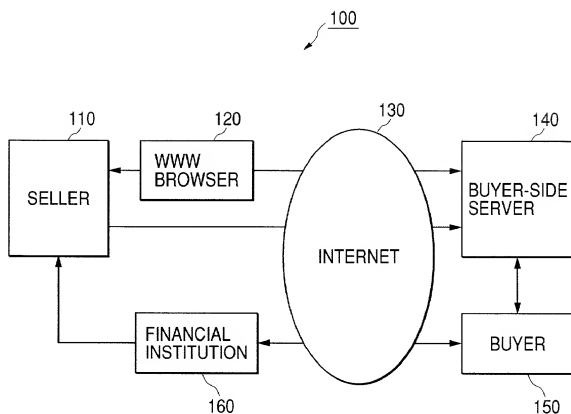 100
110
120
130
140
WWW
BROWSER
SELLER
BUYER-SIDE
SERVER
INTERNET
FINANCIAL
INSTITUTION
BUYER
160
150